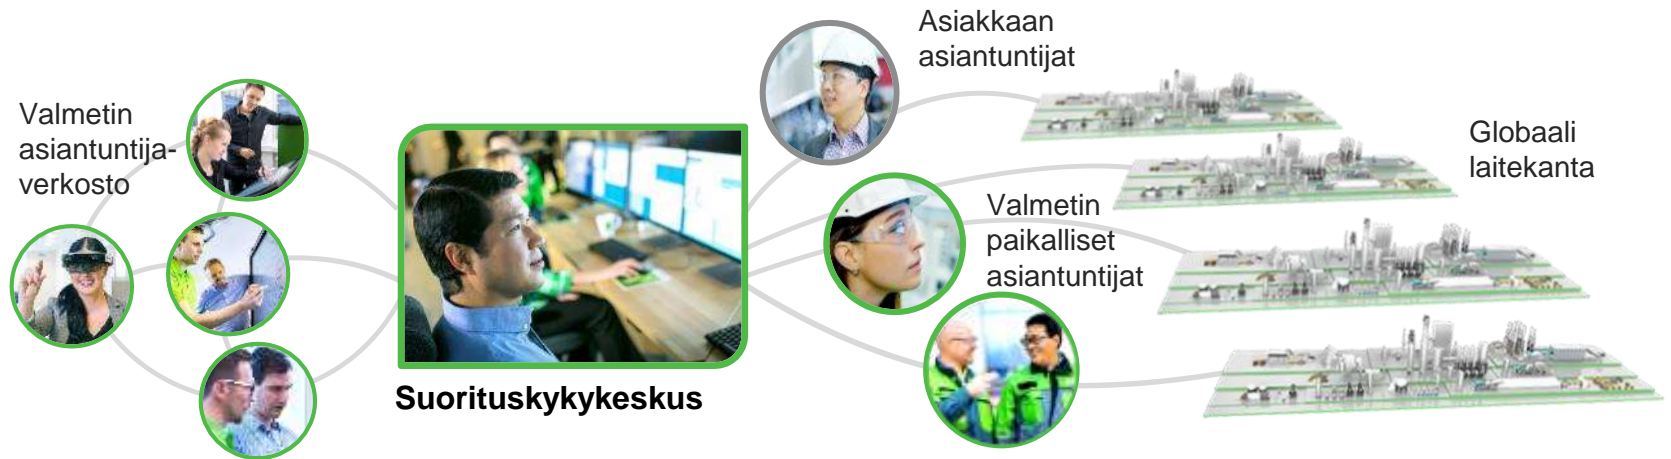 Valmetin
asiantuntija-
verkosto
Suorituskykykeskus
Asiakkaan
asiantuntijat
Valmetin
paikalliset
asiantuntijat
Globaali
laitekanta